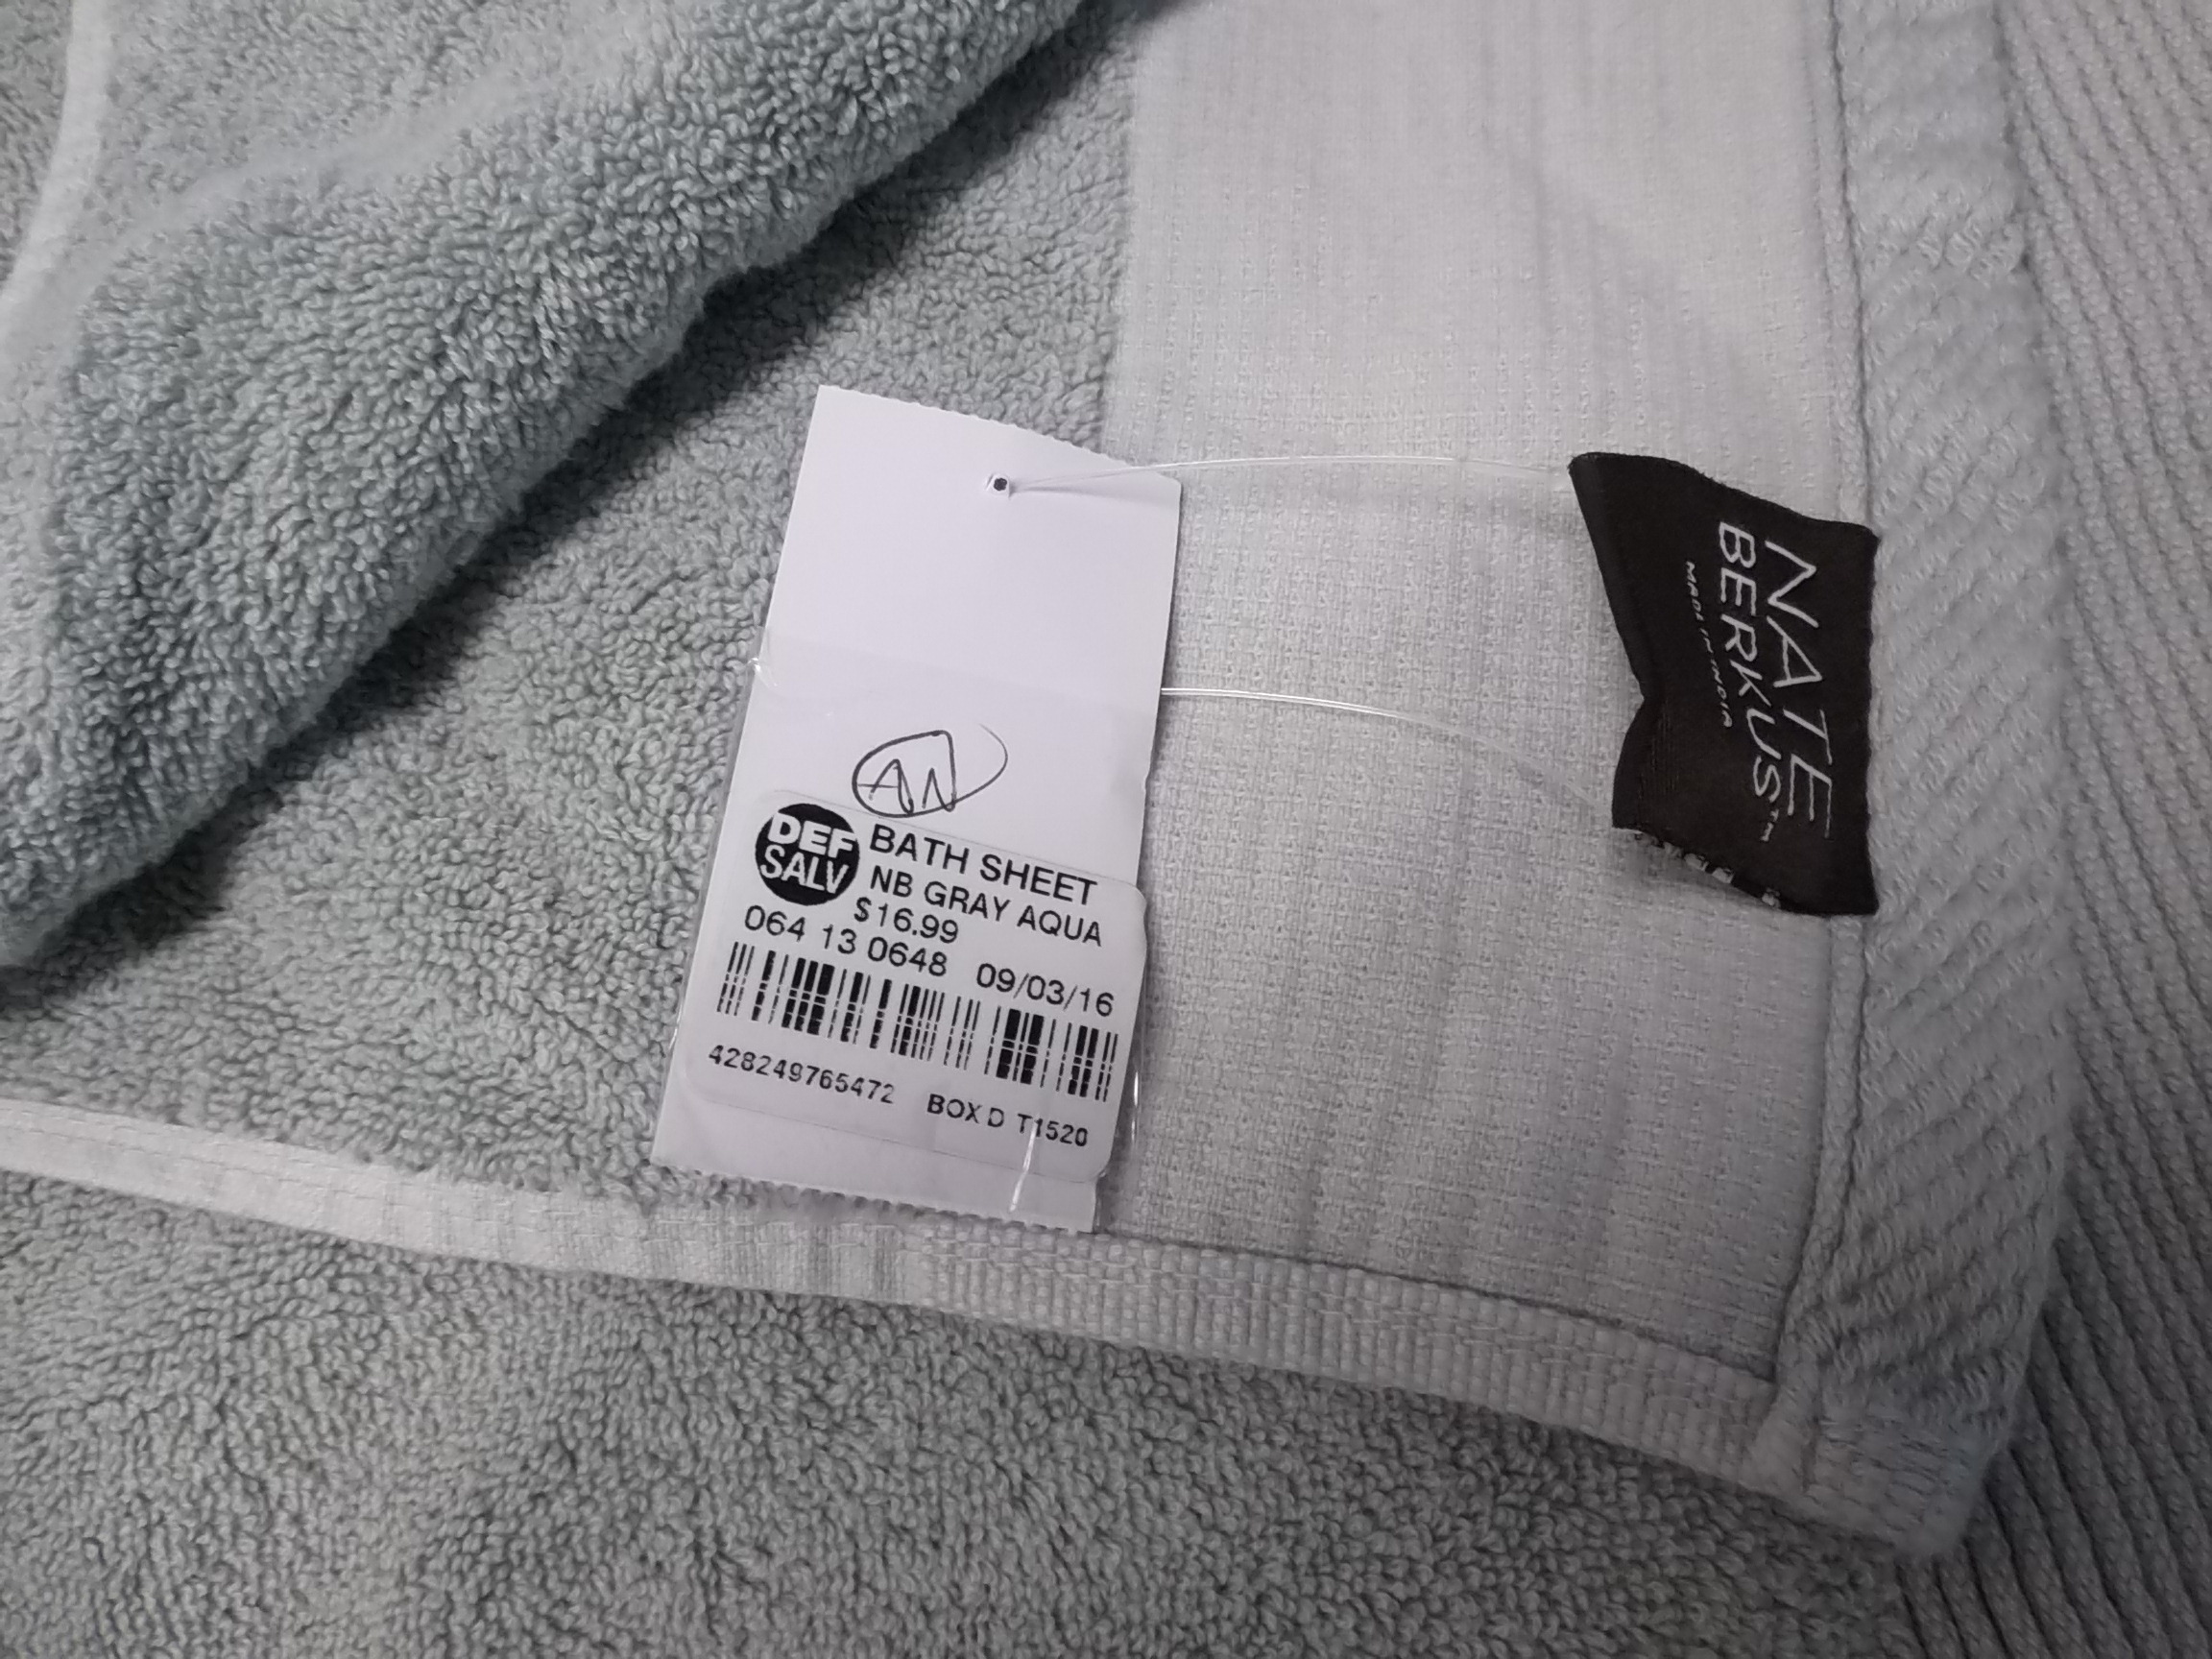 AN
DEF
SALV
BATH SHEET
NB GRAY AQUA
$16.99
064 13 0648 09/03/16
428249765472 BOX D T1520
NATE
BERKUS™
MADE IN INDIA